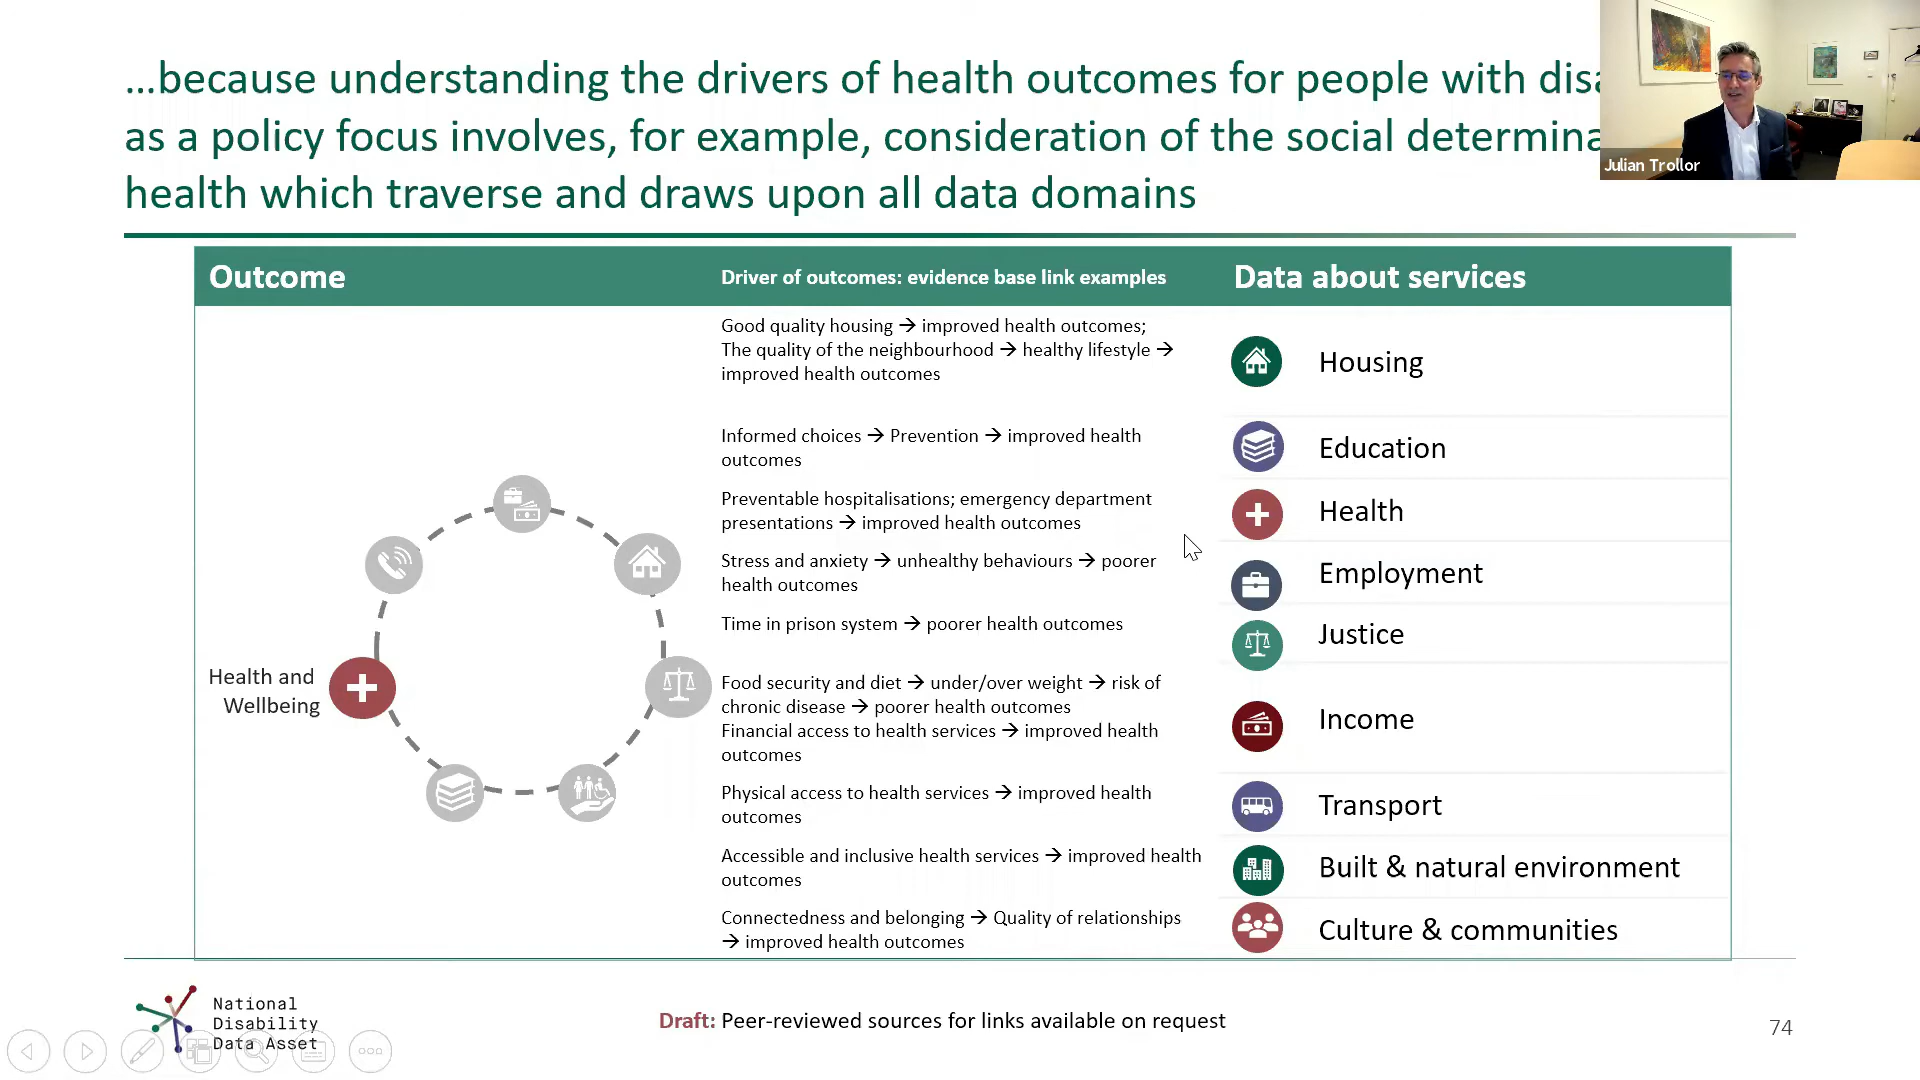 ...because understanding the drivers of health outcomes for people with disa
as a policy focus involves, for example, consideration of the social determina
health which traverse and draws upon all data domains
Julian Trollor
Outcome
Driver of outcomes: evidence base link examples
Data about services
Good quality housing → improved health outcomes;
The quality of the neighbourhood → healthy lifestyle →
improved health outcomes
Housing
Informed choices → Prevention → improved health
outcomes
Education
Preventable hospitalisations; emergency department
presentations → improved health outcomes
Health
Stress and anxiety → unhealthy behaviours → poorer
health outcomes
Employment
Time in prison system → poorer health outcomes
Justice
Health and
Wellbeing
Food security and diet → under/over weight → risk of
chronic disease → poorer health outcomes
Financial access to health services → improved health
outcomes
Income
Physical access to health services → improved health
outcomes
Transport
Accessible and inclusive health services → improved health
outcomes
Built & natural environment
Connectedness and belonging → Quality of relationships
→ improved health outcomes
Culture & communities
National
Disability
Data Asset
Draft: Peer-reviewed sources for links available on request
74